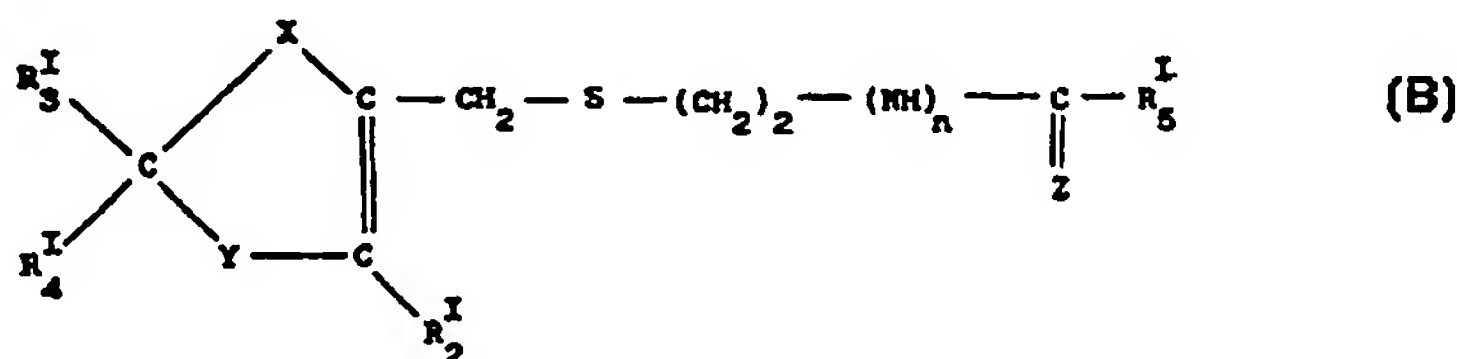 X
R₃ᴵ C — CH₂ — S — (CH₂)₂ — (NH)ₙ — C — R₅ᴵ (B)
C Z
R₄ᴵ Y — C
R₂ᴵ